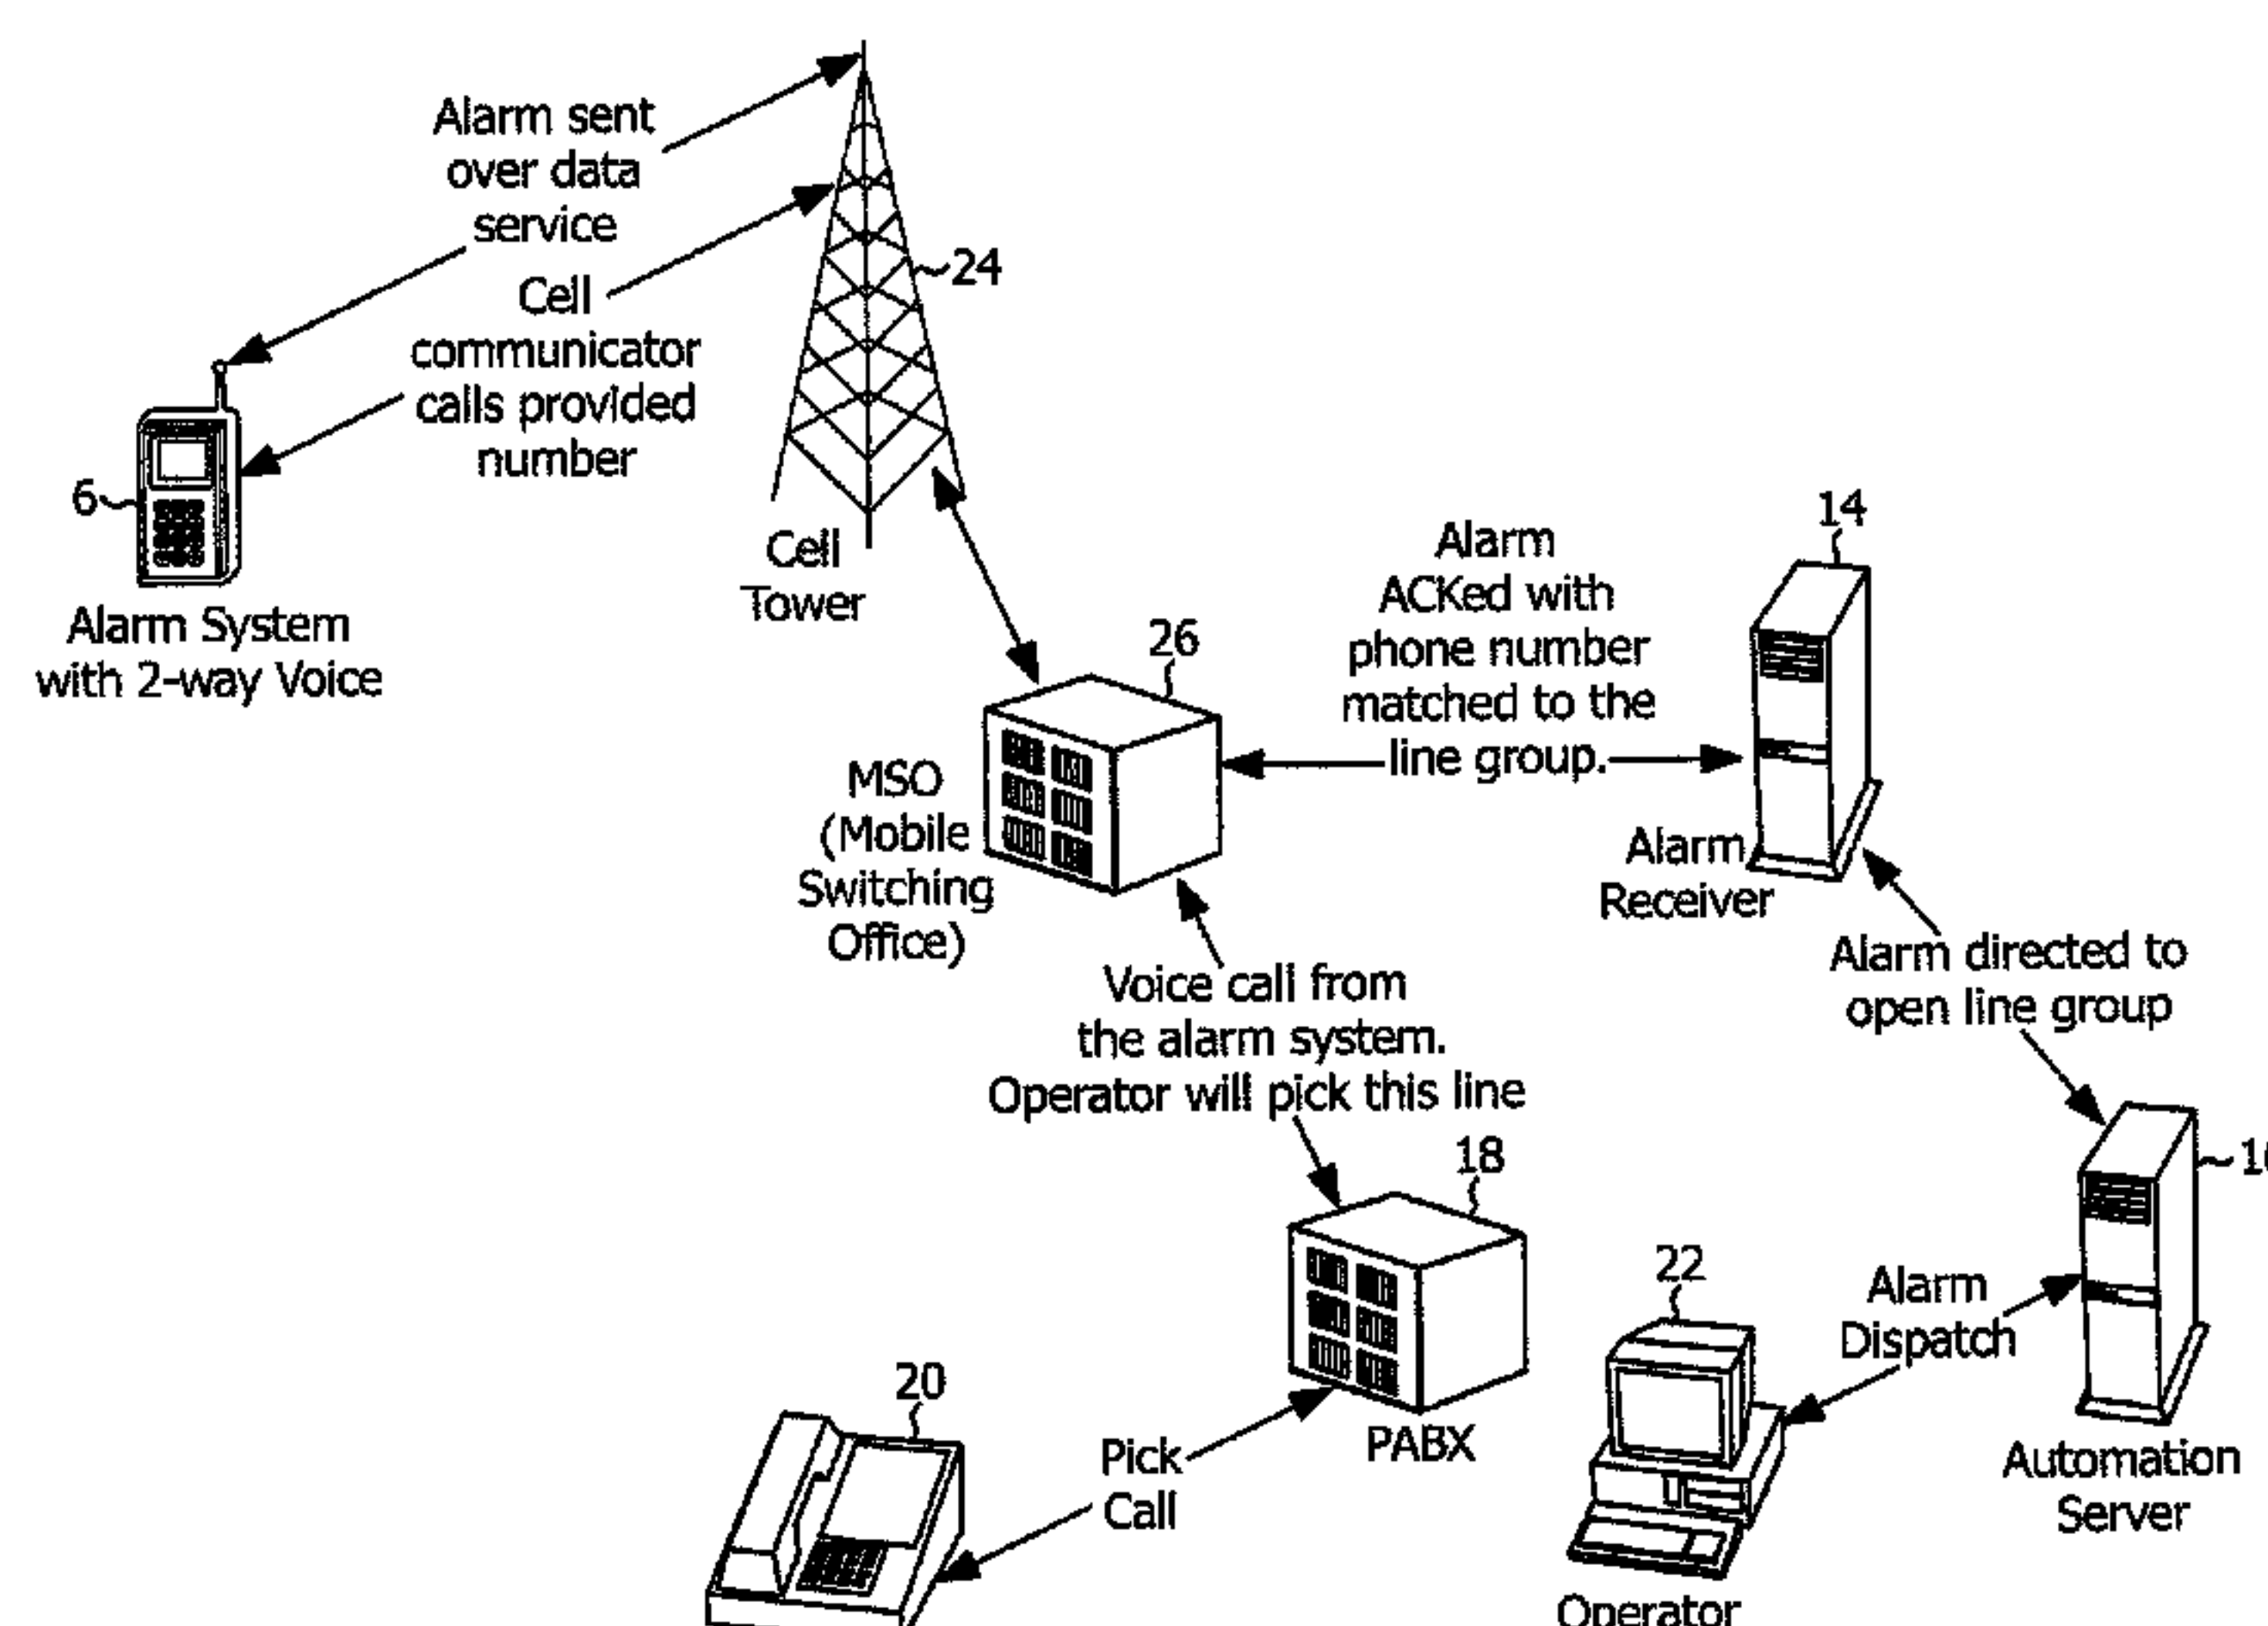 Alarm sent
over data
service
Cell
communicator
calls provided
number
24
6
Alarm System
with 2-way Voice
Cell
Tower
14
Alarm
ACKed with
phone number
matched to the
line group.
26
MSO
(Mobile
Switching
Office)
Alarm
Receiver
Alarm directed to
open line group
Voice call from
the alarm system.
Operator will pick this line
18
22
Alarm
Dispatch
20
Pick
Call
PABX
Automation
Server
Operator